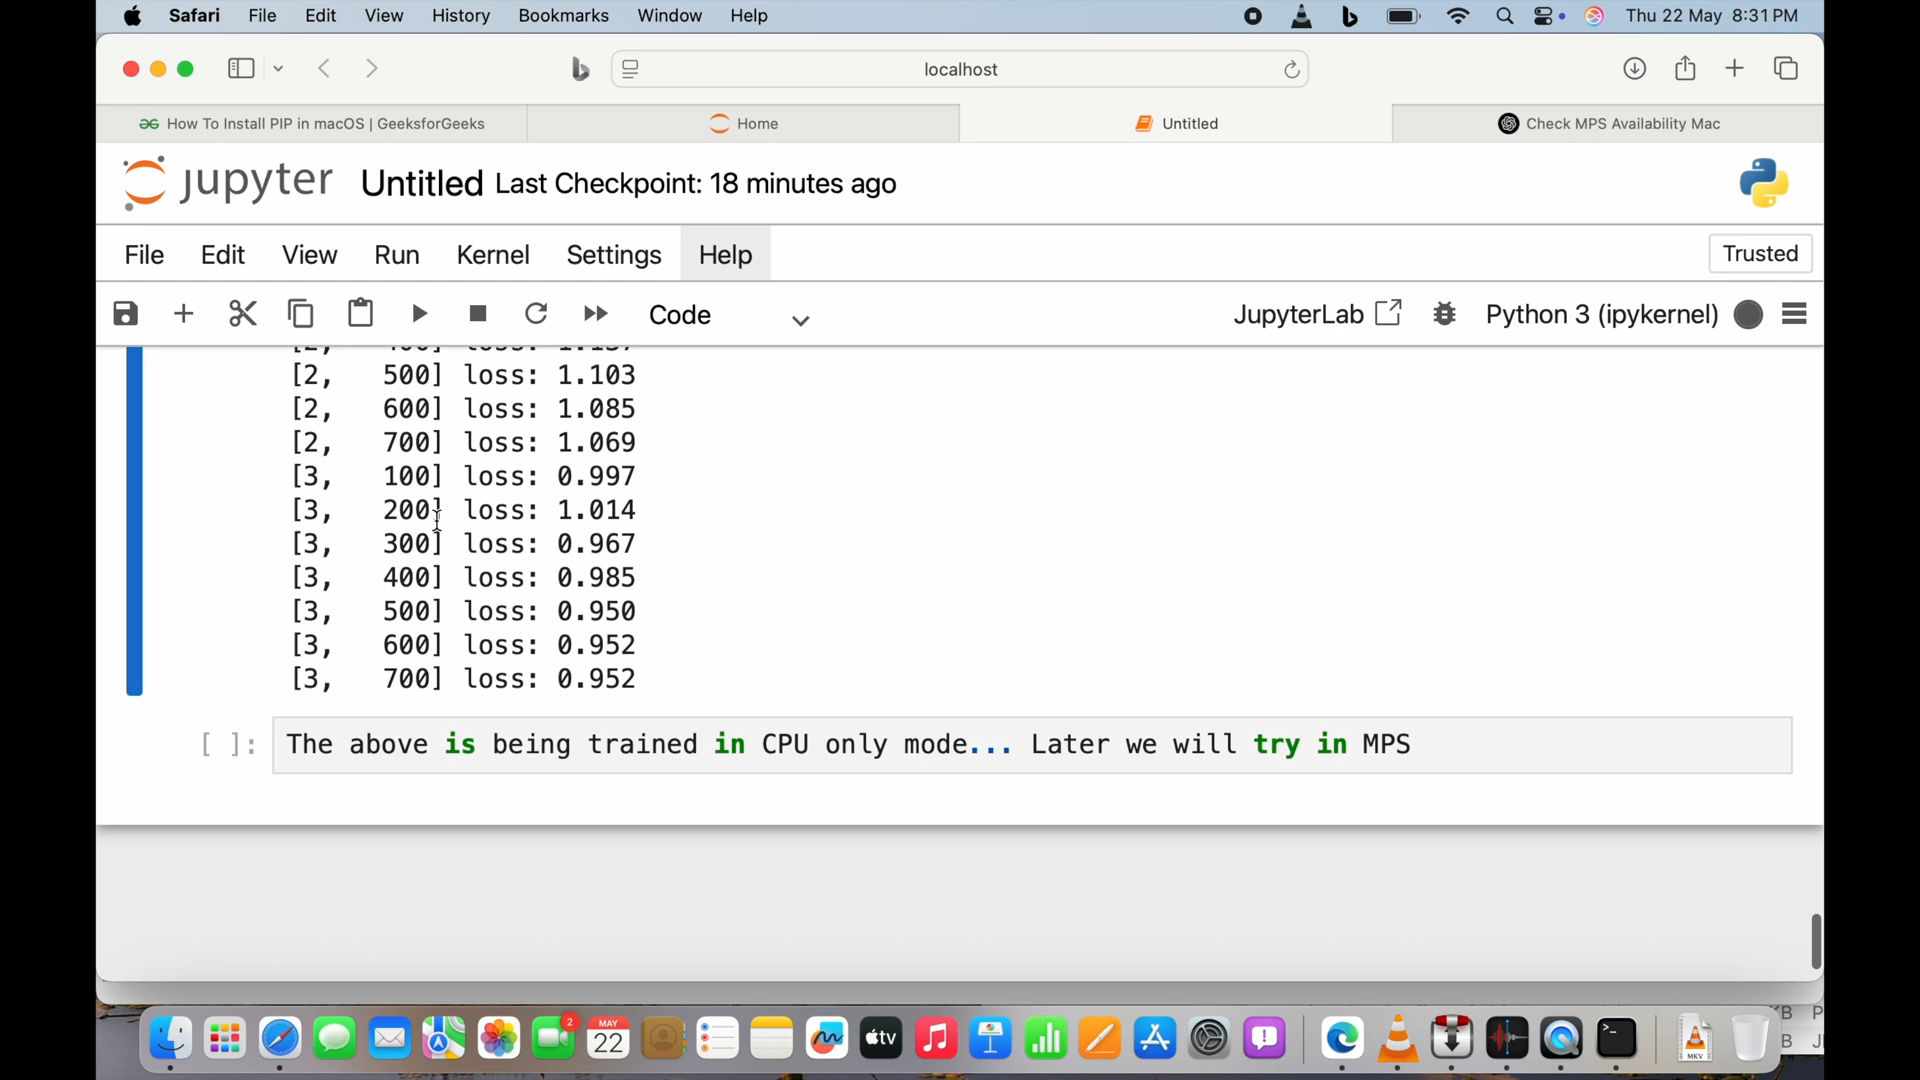 Safari File Edit View History Bookmarks Window Help Thu 22 May 8:31 PM
localhost
How To Install PIP in macOS | GeeksforGeeks Home Untitled Check MPS Availability Mac
jupyter Untitled Last Checkpoint: 18 minutes ago
File Edit View Run Kernel Settings Help Trusted
Code JupyterLab Python 3 (ipykernel)
[2, 500] loss: 1.103
[2, 600] loss: 1.085
[2, 700] loss: 1.069
[3, 100] loss: 0.997
[3, 200] loss: 1.014
[3, 300] loss: 0.967
[3, 400] loss: 0.985
[3, 500] loss: 0.950
[3, 600] loss: 0.952
[3, 700] loss: 0.952
[ ]: The above is being trained in CPU only mode... Later we will try in MPS
2
MAY
22
tv
MKV